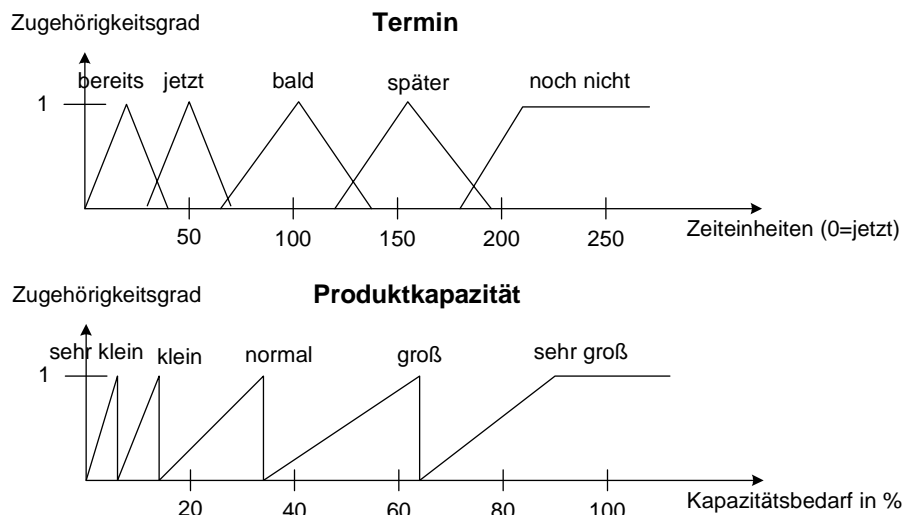 Zugehörigkeitsgrad Termin
bereits jetzt bald später noch nicht
1
50 100 150 200 250
Zeiteinheiten (0=jetzt)
Zugehörigkeitsgrad Produktkapazität
sehr klein klein normal groß sehr groß
1
20 40 60 80 100
Kapazitätsbedarf in %